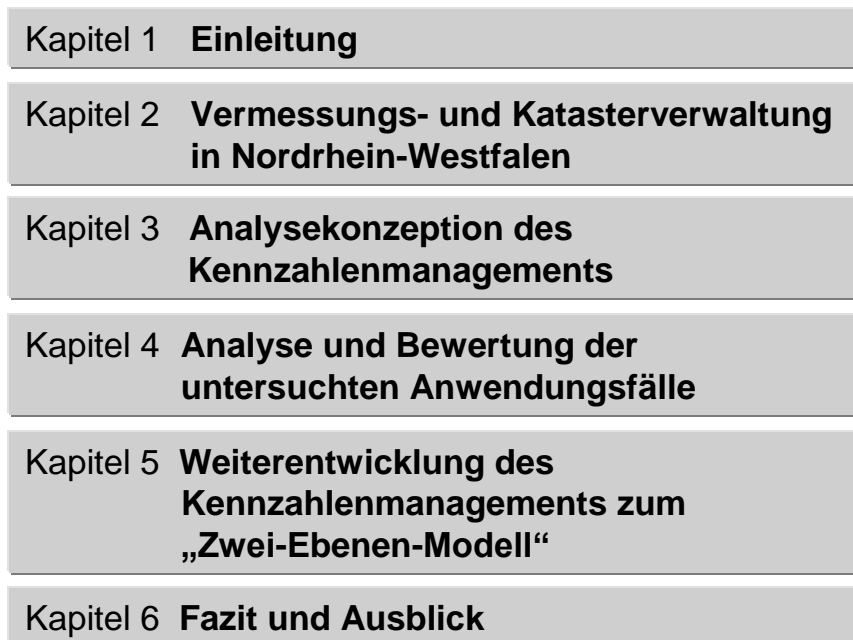 Kapitel 1 Einleitung
Kapitel 2 Vermessungs- und Katasterverwaltung
in Nordrhein-Westfalen
Kapitel 3 Analysekonzeption des
Kennzahlenmanagements
Kapitel 4 Analyse und Bewertung der
untersuchten Anwendungsfälle
Kapitel 5 Weiterentwicklung des
Kennzahlenmanagements zum
„Zwei-Ebenen-Modell“
Kapitel 6 Fazit und Ausblick